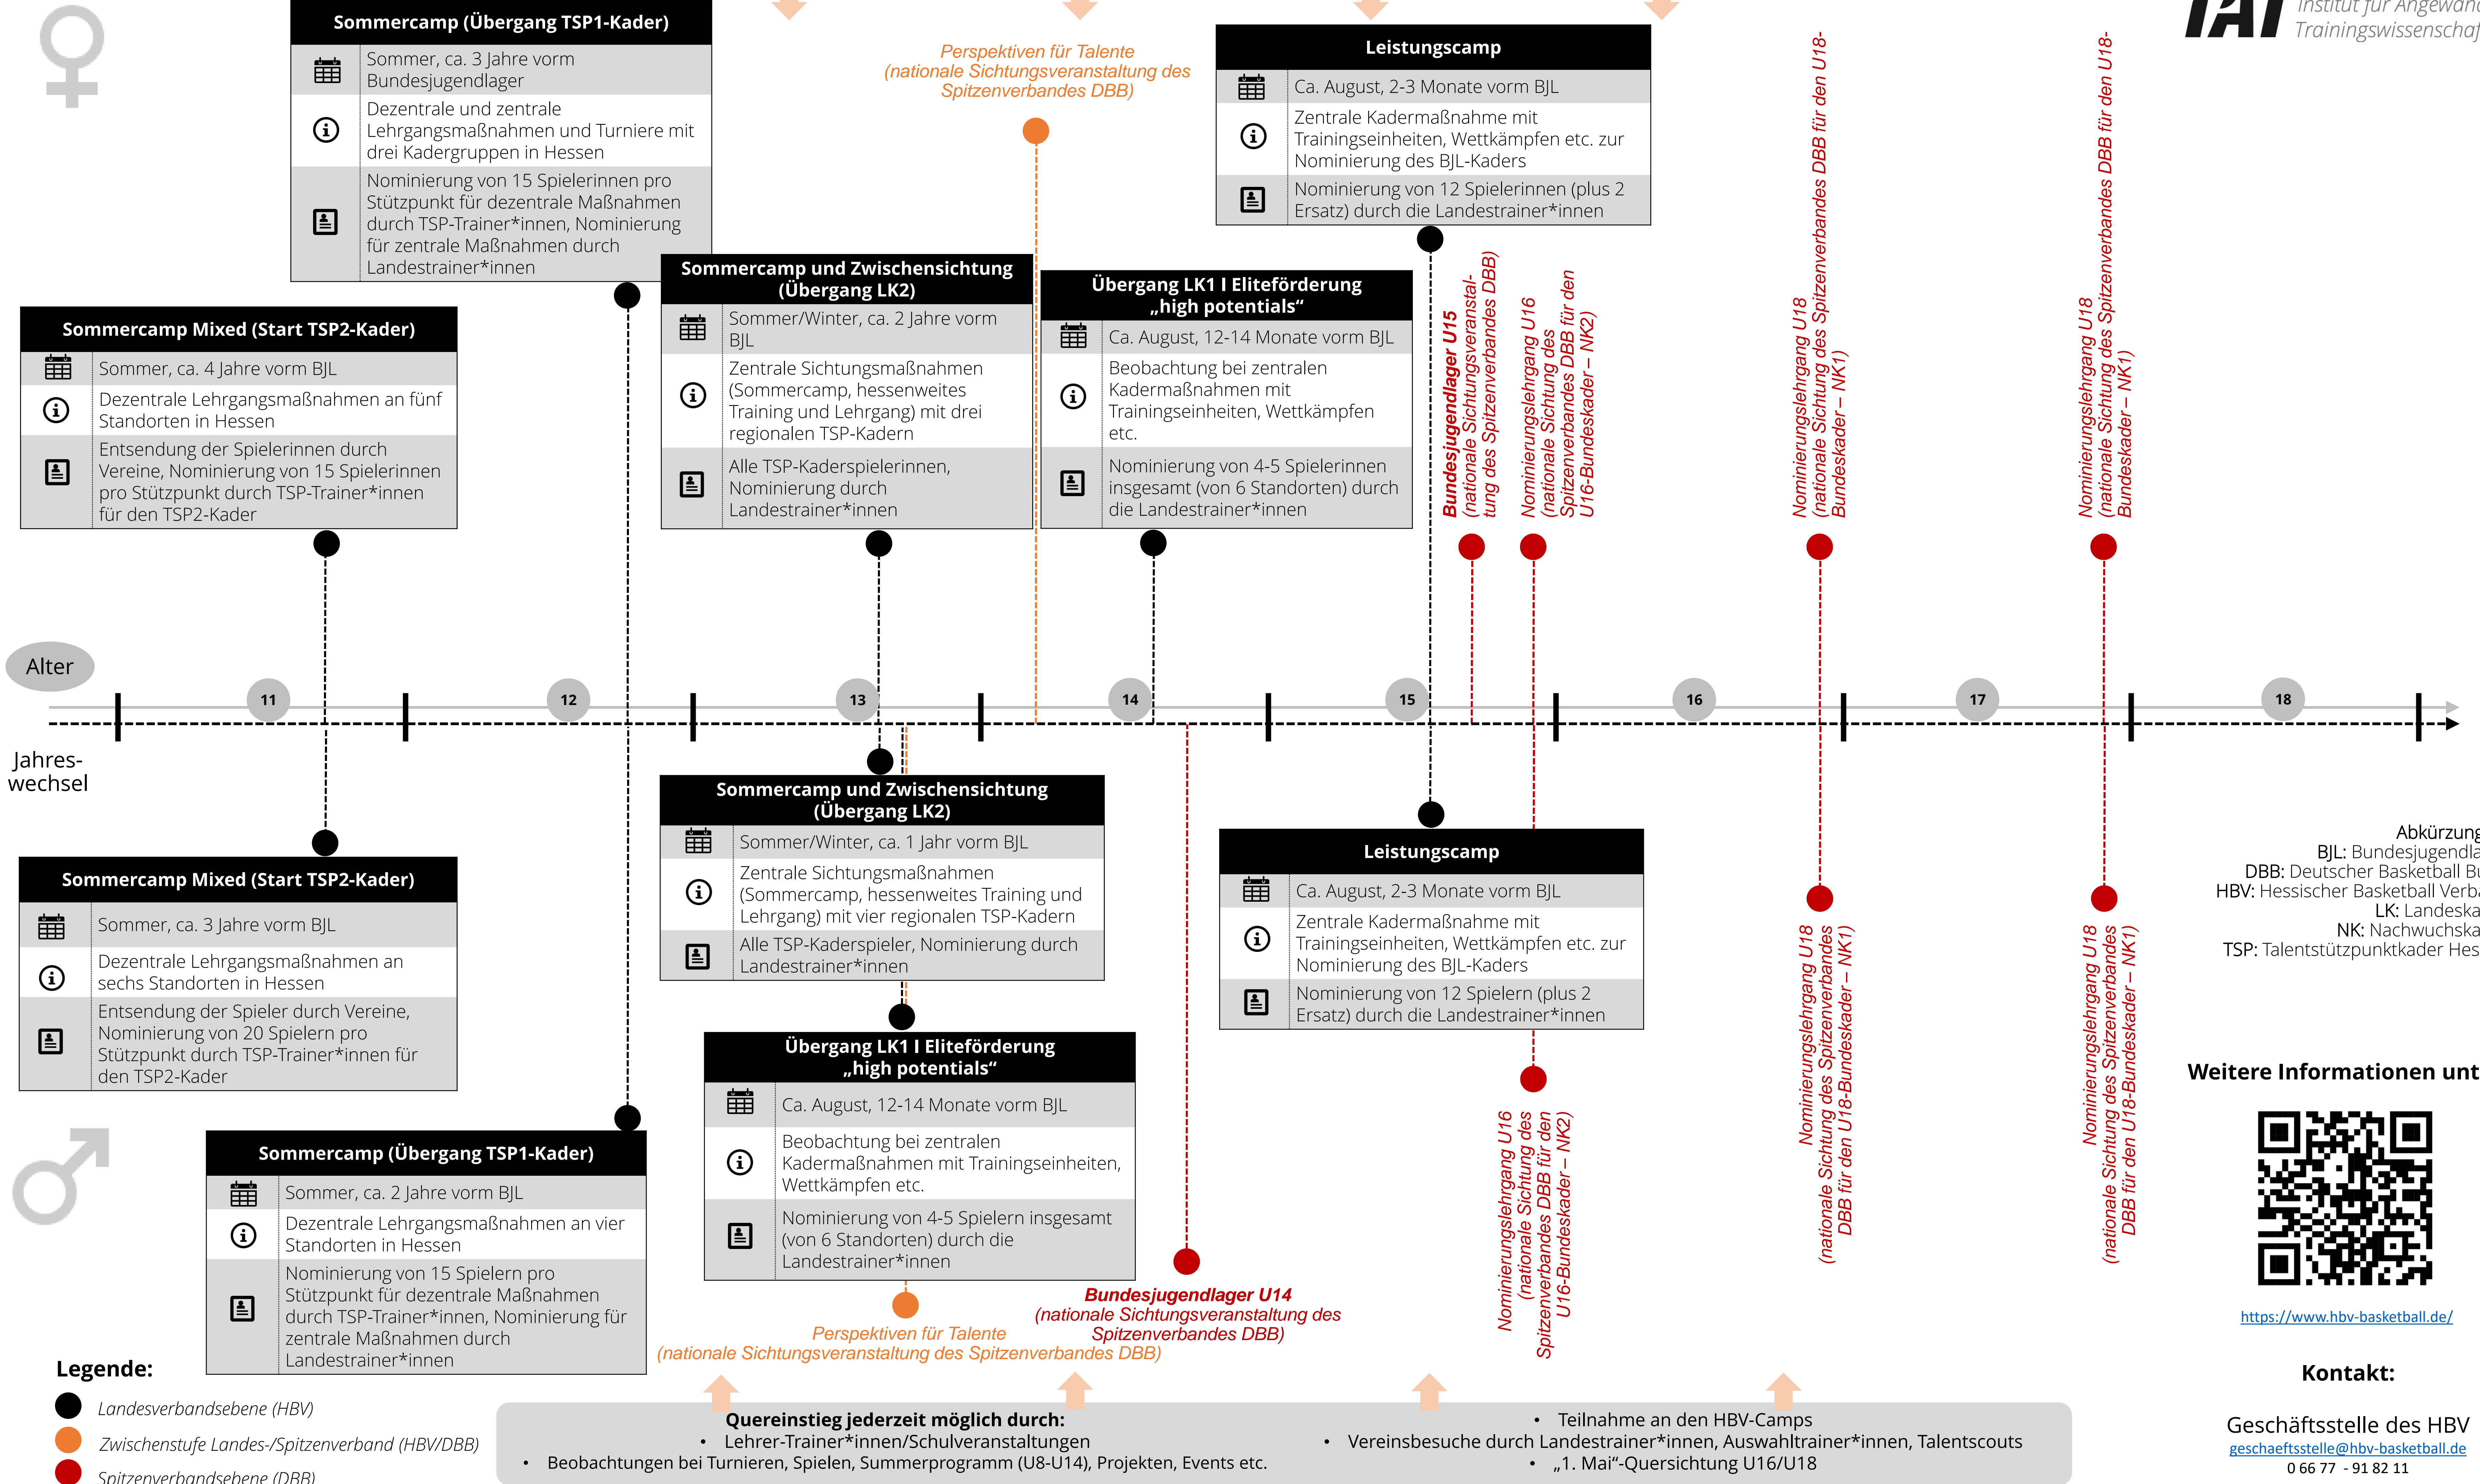 Institut für
Trainingswissenschaf
Sommercamp (Übergang TSP1-Kader)
Sommer, ca. 3 Jahre vorm
Bundesjugendlager
Dezentrale und zentrale
Lehrgangsmaßnahmen und Turniere mit
drei Kadergruppen in Hessen
Nominierung von 15 Spielerinnen pro
Stützpunkt für dezentrale Maßnahmen
durch TSP-Trainer*innen, Nominierung
für zentrale Maßnahmen durch
Landestrainer*innen
Perspektiven für Talente
(nationale Sichtungsveranstaltung des
Spitzenverbandes DBB)
Leistungscamp
Ca. August, 2-3 Monate vorm BJL
Zentrale Kadermaßnahme mit
Trainingseinheiten, Wettkämpfen etc. zur
Nominierung des BJL-Kaders
Nominierung von 12 Spielerinnen (plus 2
Ersatz) durch die Landestrainer*innen
Sommercamp Mixed (Start TSP2-Kader)
Sommer, ca. 4 Jahre vorm BJL
Dezentrale Lehrgangsmaßnahmen an fünf
Standorten in Hessen
Entsendung der Spielerinnen durch
Vereine, Nominierung von 15 Spielerinnen
pro Stützpunkt durch TSP-Trainer*innen
für den TSP2-Kader
Sommercamp und Zwischensichtung
(Übergang LK2)
Sommer/Winter, ca. 2 Jahre vorm
BJL
Zentrale Sichtungsmaßnahmen
(Sommercamp, hessenweites
Training und Lehrgang) mit drei
regionalen TSP-Kadern
Alle TSP-Kaderspielerinnen,
Nominierung durch
Landestrainer*innen
Übergang LK1 I Eliteförderung
„high potentials“
Ca. August, 12-14 Monate vorm BJL
Beobachtung bei zentralen
Kadermaßnahmen mit
Trainingseinheiten, Wettkämpfen
etc.
Nominierung von 4-5 Spielerinnen
insgesamt (von 6 Standorten) durch
die Landestrainer*innen
Bundesjugendlager U15
(nationale Sichtungsveranstal-
tung des Spitzenverbandes DBB)
Nominierungslehrgang U16
(nationale Sichtung des
Spitzenverbandes DBB für den
U16-Bundeskader – NK2)
Nominierungslehrgang U18
(nationale Sichtung des Spitzenverbandes DBB für den U18-
Bundeskader – NK1)
Nominierungslehrgang U18
(nationale Sichtung des Spitzenverbandes DBB für den U18-
Bundeskader – NK1)
Alter
11
12
13
14
15
16
17
18
Jahres-
wechsel
Sommercamp Mixed (Start TSP2-Kader)
Sommer, ca. 3 Jahre vorm BJL
Dezentrale Lehrgangsmaßnahmen an
sechs Standorten in Hessen
Entsendung der Spieler durch Vereine,
Nominierung von 20 Spielern pro
Stützpunkt durch TSP-Trainer*innen für
den TSP2-Kader
Sommercamp (Übergang TSP1-Kader)
Sommer, ca. 2 Jahre vorm BJL
Dezentrale Lehrgangsmaßnahmen an vier
Standorten in Hessen
Nominierung von 15 Spielern pro
Stützpunkt für dezentrale Maßnahmen
durch TSP-Trainer*innen, Nominierung für
zentrale Maßnahmen durch
Landestrainer*innen
Sommercamp und Zwischensichtung
(Übergang LK2)
Sommer/Winter, ca. 1 Jahr vorm BJL
Zentrale Sichtungsmaßnahmen
(Sommercamp, hessenweites Training und
Lehrgang) mit vier regionalen TSP-Kadern
Alle TSP-Kaderspieler, Nominierung durch
Landestrainer*innen
Übergang LK1 I Eliteförderung
„high potentials“
Ca. August, 12-14 Monate vorm BJL
Beobachtung bei zentralen
Kadermaßnahmen mit Trainingseinheiten,
Wettkämpfen etc.
Nominierung von 4-5 Spielern insgesamt
(von 6 Standorten) durch die
Landestrainer*innen
Perspektiven für Talente
(nationale Sichtungsveranstaltung des Spitzenverbandes DBB)
Bundesjugendlager U14
(nationale Sichtungsveranstaltung des
Spitzenverbandes DBB)
Leistungscamp
Ca. August, 2-3 Monate vorm BJL
Zentrale Kadermaßnahme mit
Trainingseinheiten, Wettkämpfen etc. zur
Nominierung des BJL-Kaders
Nominierung von 12 Spielern (plus 2
Ersatz) durch die Landestrainer*innen
Nominierungslehrgang U16
(nationale Sichtung des
Spitzenverbandes DBB für den
U16-Bundeskader – NK2)
Nominierungslehrgang U18
(nationale Sichtung des Spitzenverbandes
DBB für den U18-Bundeskader – NK1)
Nominierungslehrgang U18
(nationale Sichtung des Spitzenverbandes
DBB für den U18-Bundeskader – NK1)
Abkürzung
BJL: Bundesjugendla
DBB: Deutscher Basketball Bu
HBV: Hessischer Basketball Verba
LK: Landeska
NK: Nachwuchska
TSP: Talentstützpunktkader Hes
Weitere Informationen unt
https://www.hbv-basketball.de/
Kontakt:
Geschäftsstelle des HBV
geschaeftsstelle@hbv-basketball.de
0 66 77 - 91 82 11
Legende:
Landesverbandsebene (HBV)
Zwischenstufe Landes-/Spitzenverband (HBV/DBB)
Spitzenverbandsebene (DBB)
Quereinstieg jederzeit möglich durch:
• Lehrer-Trainer*innen/Schulveranstaltungen
• Beobachtungen bei Turnieren, Spielen, Summerprogramm (U8-U14), Projekten, Events etc.
• Teilnahme an den HBV-Camps
• Vereinsbesuche durch Landestrainer*innen, Auswahltrainer*innen, Talentscouts
• „1. Mai“-Quersichtung U16/U18